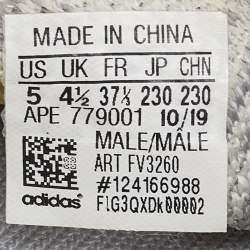 MADE IN CHINA
US UK FR JP CHN
5 4½ 37⅓ 230 230
APE 779001 10/19
MALE/MÂLE
ART FV3260
#124166988
adidas F1G3QXDk00002